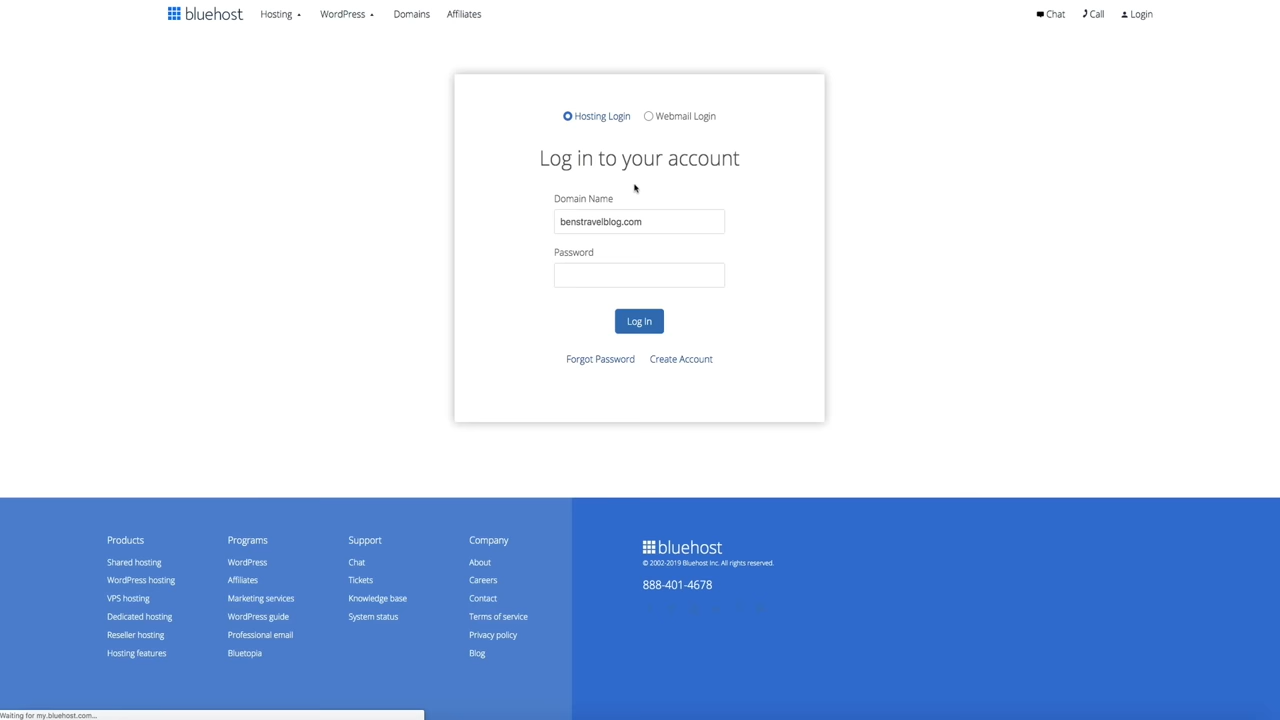 bluehost Hosting WordPress Domains Affiliates Chat Call Login
Hosting Login Webmail Login
Log in to your account
Domain Name
benstravelblog.com
Password
Log In
Forgot Password Create Account
Products
Shared hosting
WordPress hosting
VPS hosting
Dedicated hosting
Reseller hosting
Hosting features
Programs
WordPress
Affiliates
Marketing services
WordPress guide
Professional email
Bluetopia
Support
Chat
Tickets
Knowledge base
System status
Company
About
Careers
Contact
Terms of service
Privacy policy
Blog
bluehost
© 2002-2019 Bluehost Inc. All rights reserved.
888-401-4678
Waiting for my.bluehost.com...